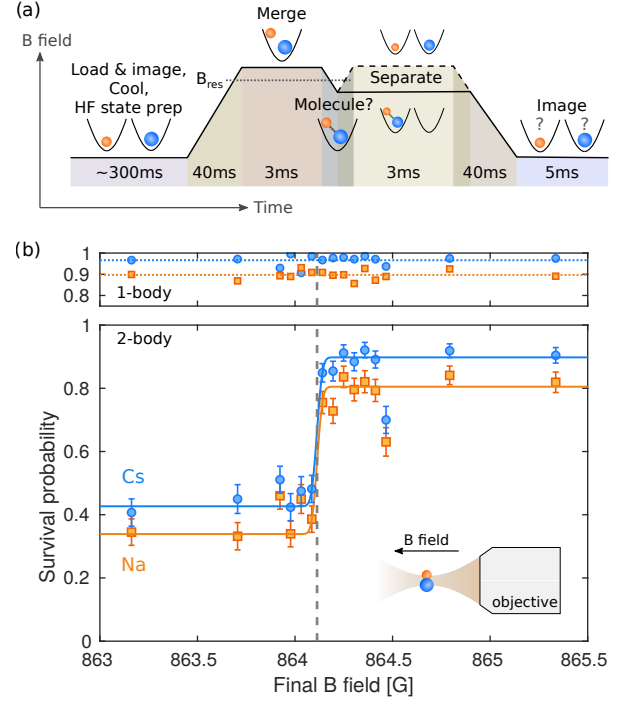 (a)
B field
Merge
Load & image,
Cool,
HF state prep
B_res
Separate
Molecule?
Image
? ?
~300ms 40ms 3ms 3ms 40ms 5ms
Time
(b)
1
0.9
0.8
1-body
2-body
1
0.8
0.6
0.4
0.2
0
Survival probability
Cs
Na
B field
objective
863 863.5 864 864.5 865 865.5
Final B field [G]